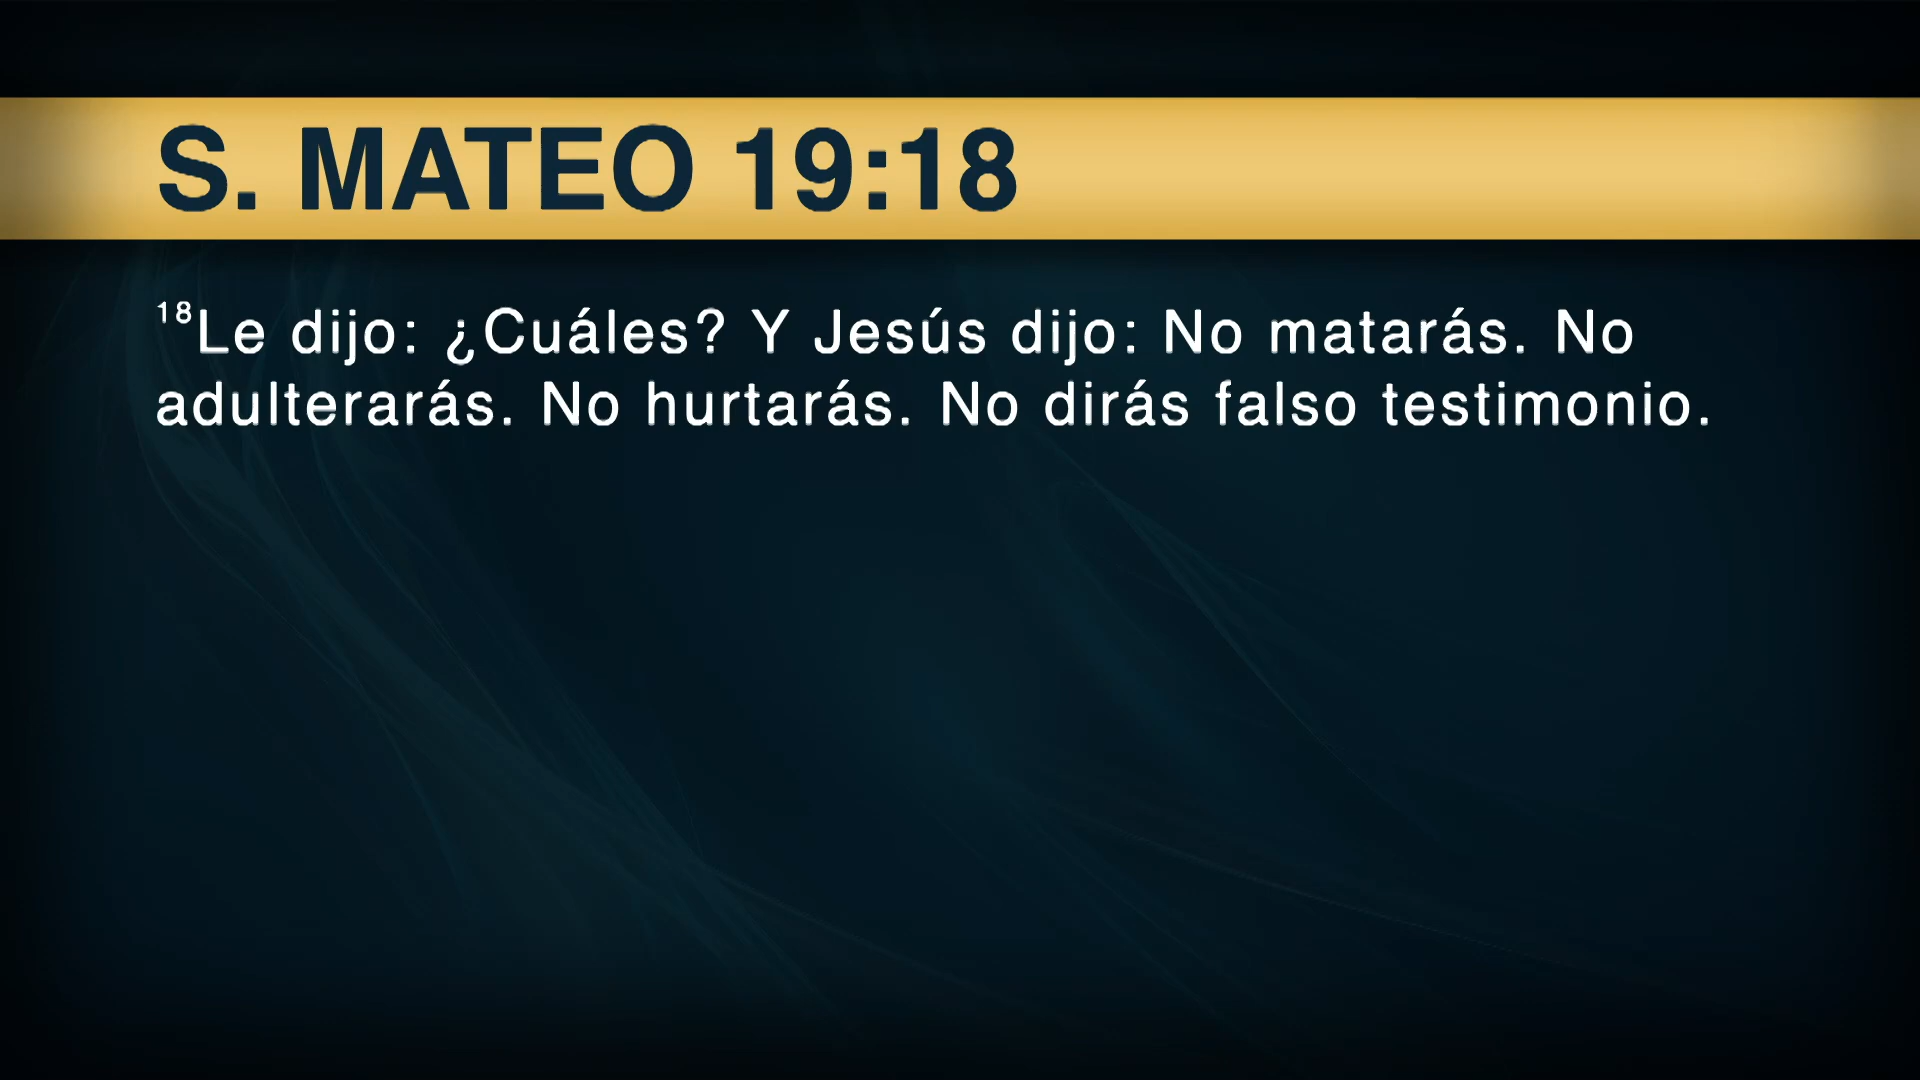 S. MATEO 19:18
18Le dijo: ¿Cuáles? Y Jesús dijo: No matarás. No
adulterarás. No hurtarás. No dirás falso testimonio.